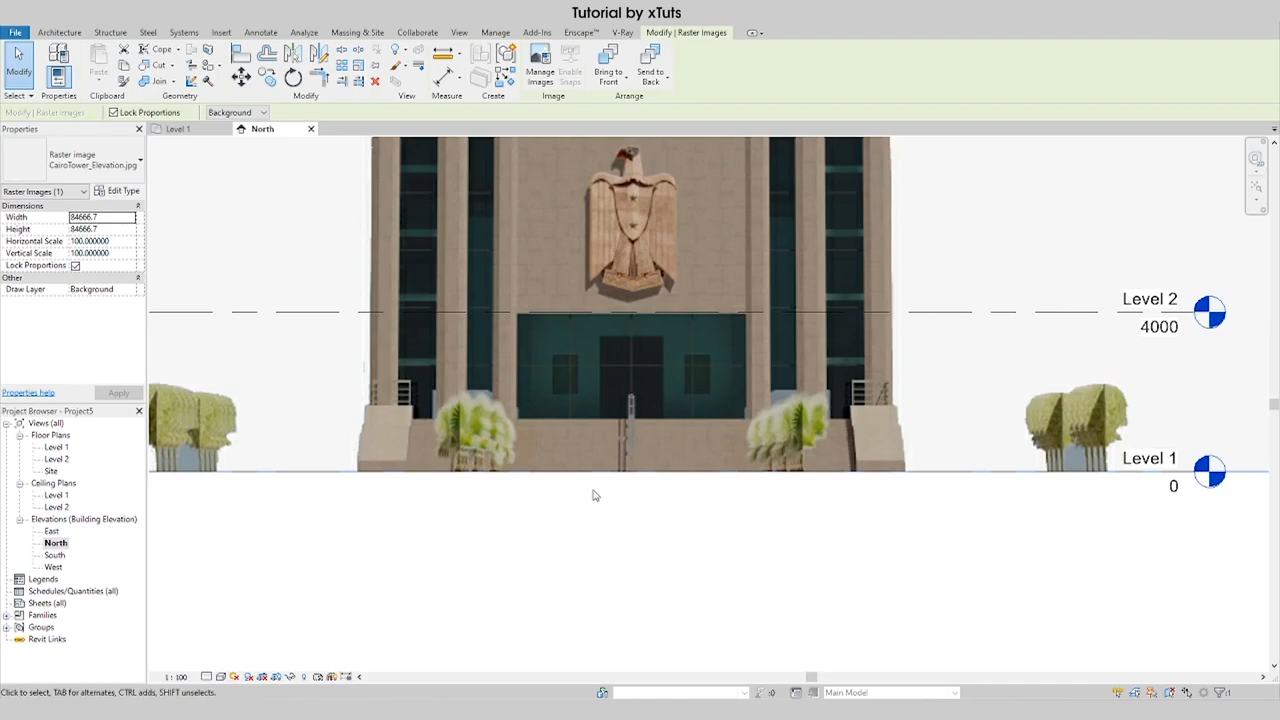 Tutorial by xTuts
File Architecture Structure Steel Systems Insert Annotate Analyze Massing & Site Collaborate View Manage Add-Ins Enscape™ V-Ray Modify | Raster Images
Modify Paste Cope Cut Join Manage Images Enable Snaps Bring to Front Send to Back
Select Properties Clipboard Geometry Modify View Measure Create Image Arrange
Modify | Raster Images Lock Proportions Background
Properties Level 1 North
Raster image
CairoTower_Elevation.jpg
Raster Images (1) Edit Type
Dimensions
Width 84666.7
Height 84666.7
Horizontal Scale 100.000000
Vertical Scale 100.000000
Lock Proportions
Other
Draw Layer Background
Properties help Apply
Project Browser - Project5
Views (all)
Floor Plans
Level 1
Level 2
Site
Ceiling Plans
Level 1
Level 2
Elevations (Building Elevation)
East
North
South
West
Legends
Schedules/Quantities (all)
Sheets (all)
Families
Groups
Revit Links
Level 2
4000
Level 1
0
1 : 100
Click to select, TAB for alternates, CTRL adds, SHIFT unselects. :0 Main Model :1